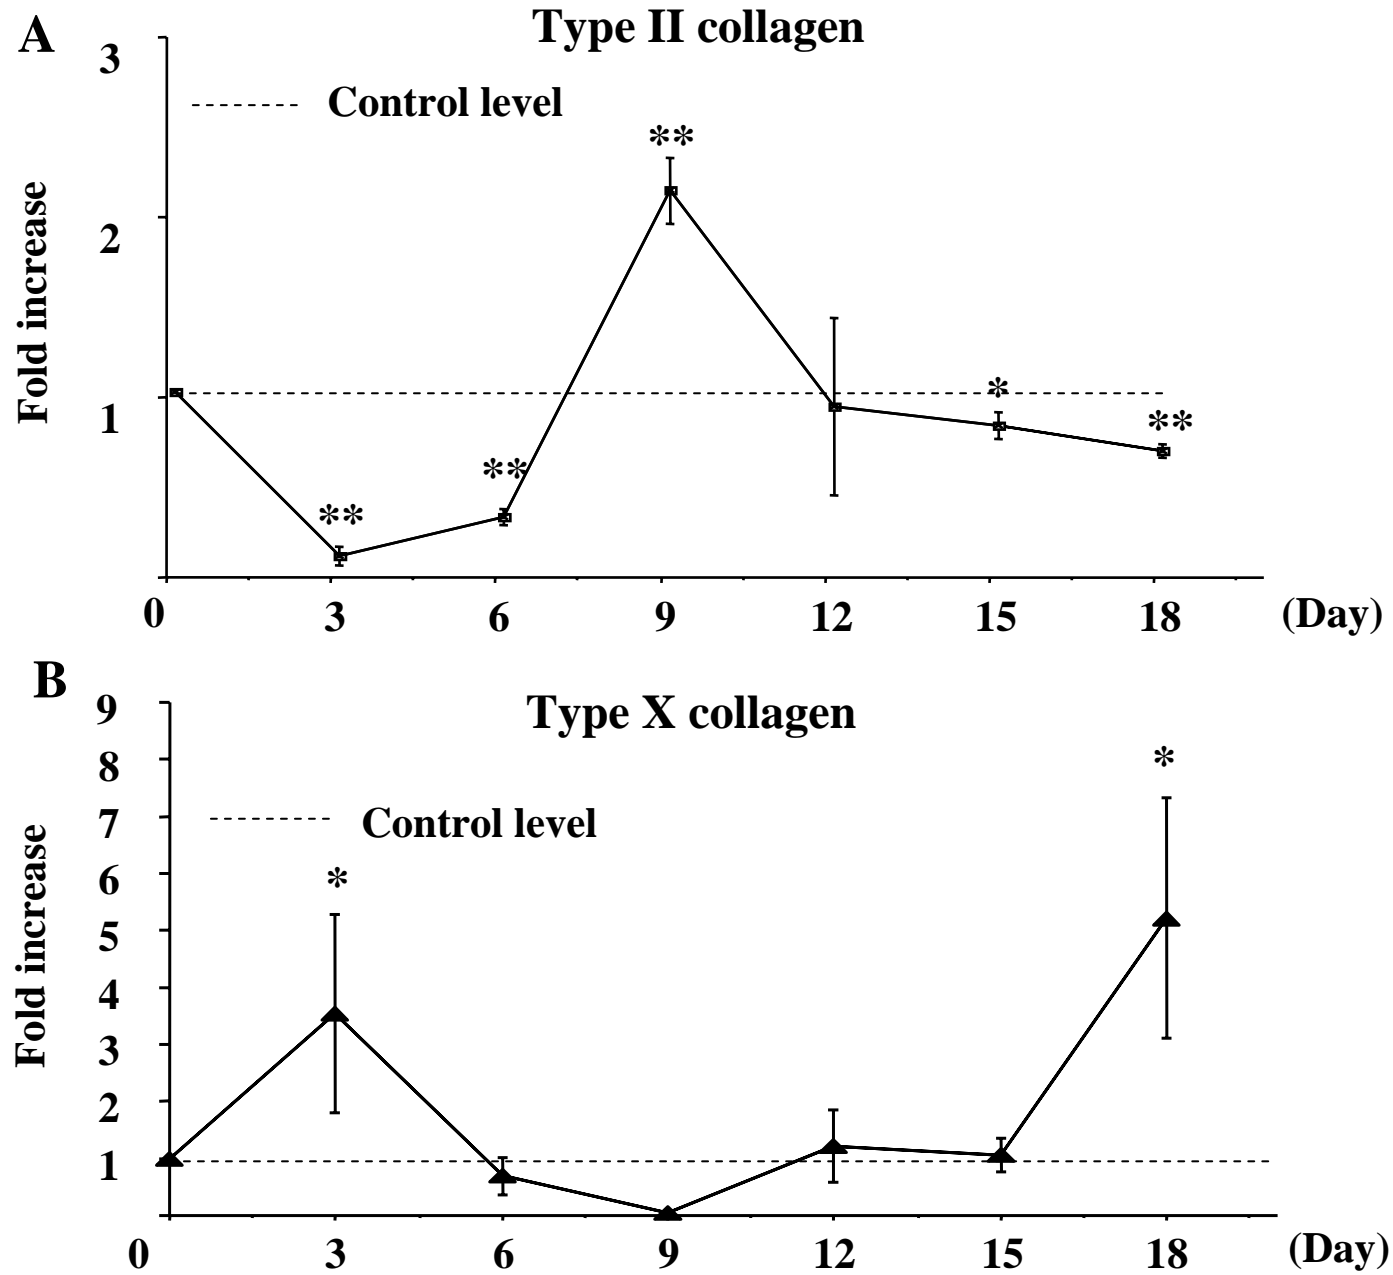 A
Type II collagen
3
Control level
**
2
Fold increase
1
*
**
**
**
0 3 6 9 12 15 18 (Day)
B
9
Type X collagen
8
*
7
Control level
6
*
5
Fold increase
4
3
2
1
0 3 6 9 12 15 18 (Day)